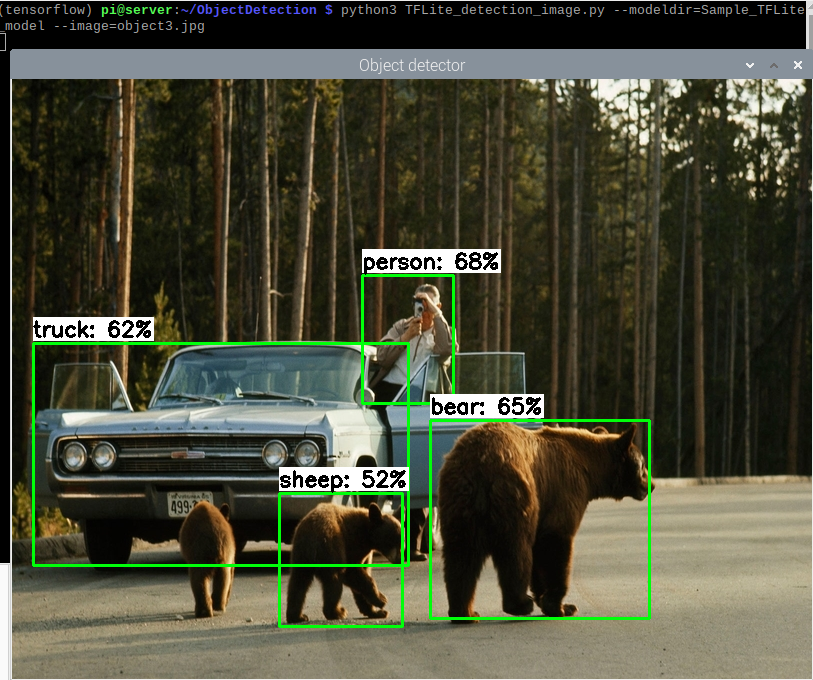 (tensorflow) pi@server:~/ObjectDetection $ python3 TFLite_detection_image.py --modeldir=Sample_TFLite
_model --image=object3.jpg
Object detector
person: 68%
truck: 62%
bear: 65%
sheep: 52%
499-